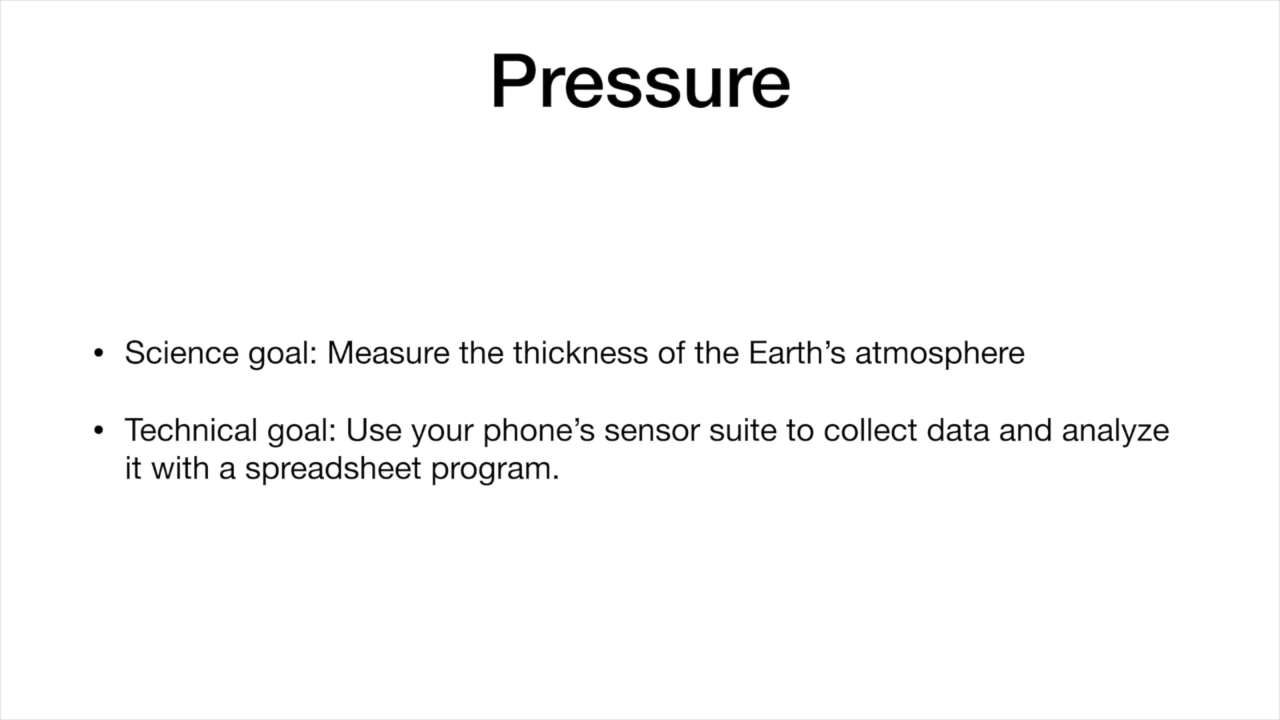 Pressure
• Science goal: Measure the thickness of the Earth’s atmosphere
• Technical goal: Use your phone’s sensor suite to collect data and analyze
it with a spreadsheet program.